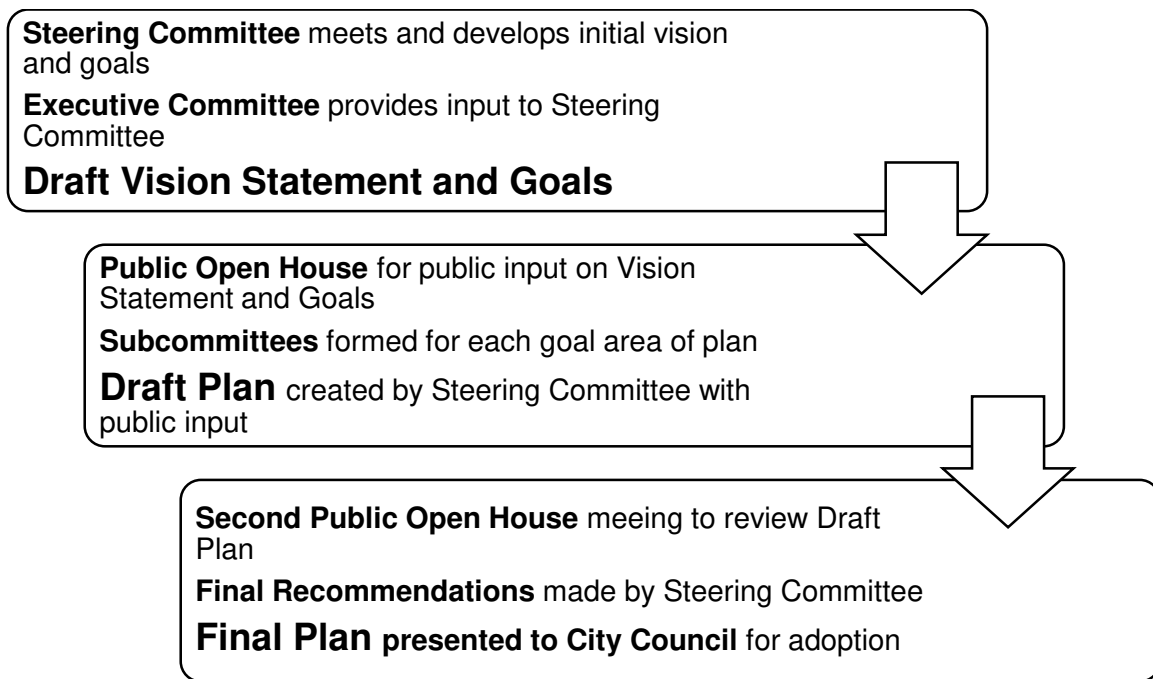 Steering Committee meets and develops initial vision
and goals
Executive Committee provides input to Steering
Committee
Draft Vision Statement and Goals
Public Open House for public input on Vision
Statement and Goals
Subcommittees formed for each goal area of plan
Draft Plan created by Steering Committee with
public input
Second Public Open House meeing to review Draft
Plan
Final Recommendations made by Steering Committee
Final Plan presented to City Council for adoption